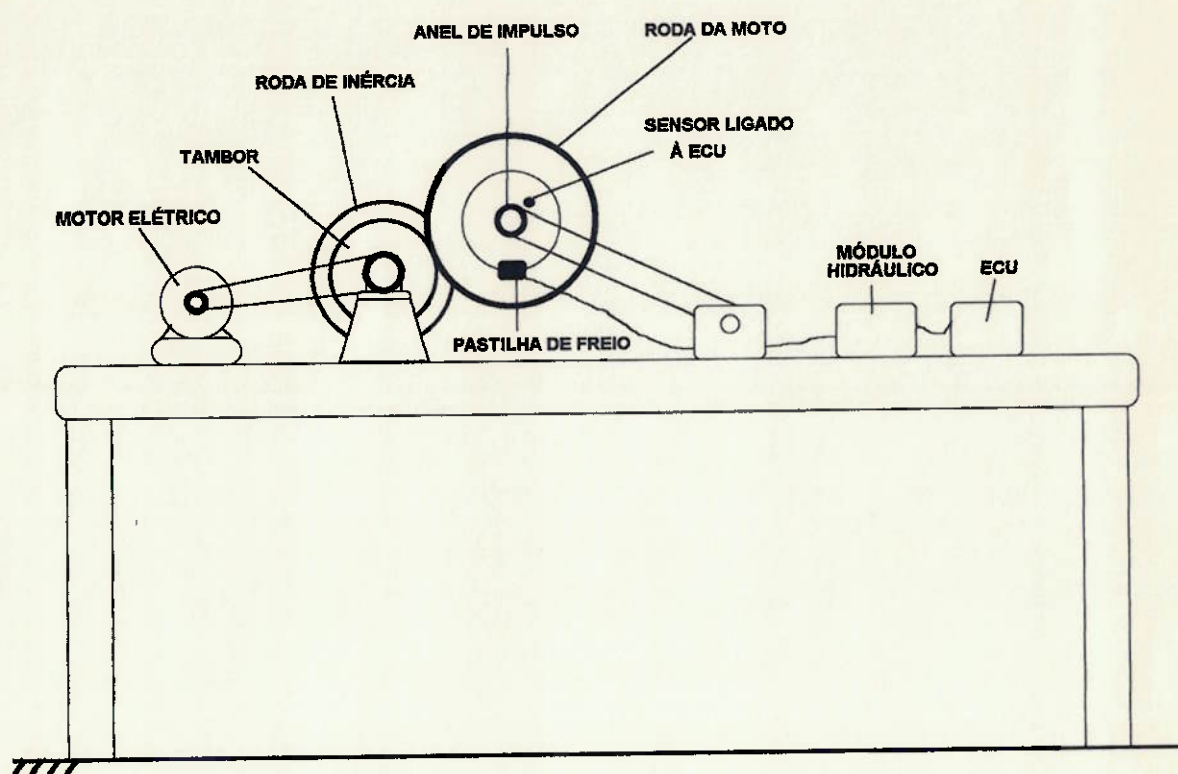 ANEL DE IMPULSO
RODA DA MOTO
RODA DE INÉRCIA
SENSOR LIGADO
À ECU
TAMBOR
MOTOR ELÉTRICO
MÓDULO
HIDRÁULICO
ECU
PASTILHA DE FREIO